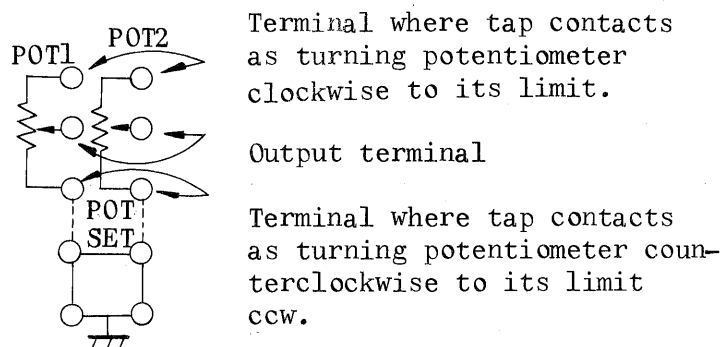 POT1
POT2
Terminal where tap contacts
as turning potentiometer
clockwise to its limit.
Output terminal
POT
SET
Terminal where tap contacts
as turning potentiometer coun-
terclockwise to its limit
ccw.